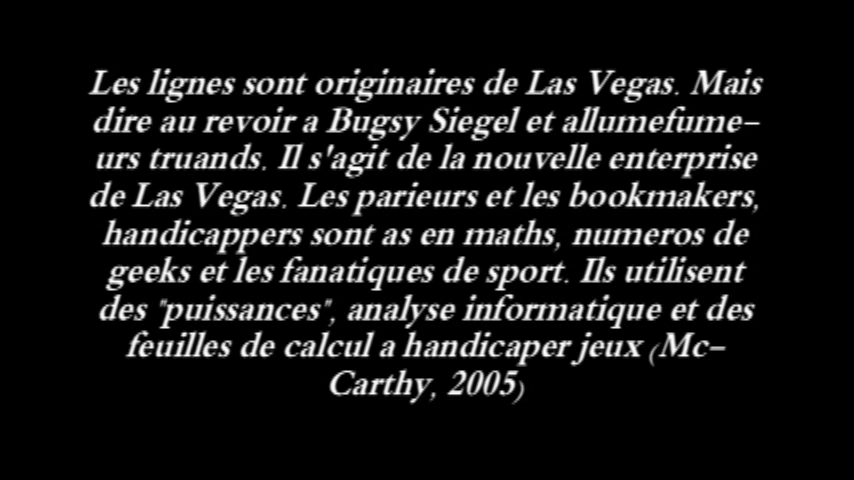 Les lignes sont originaires de Las Vegas. Mais
dire au revoir a Bugsy Siegel et allumefume-
urs truands. Il s'agit de la nouvelle enterprise
de Las Vegas. Les parieurs et les bookmakers,
handicappers sont as en maths, numeros de
geeks et les fanatiques de sport. Ils utilisent
des "puissances", analyse informatique et des
feuilles de calcul a handicaper jeux (Mc-
Carthy, 2005)